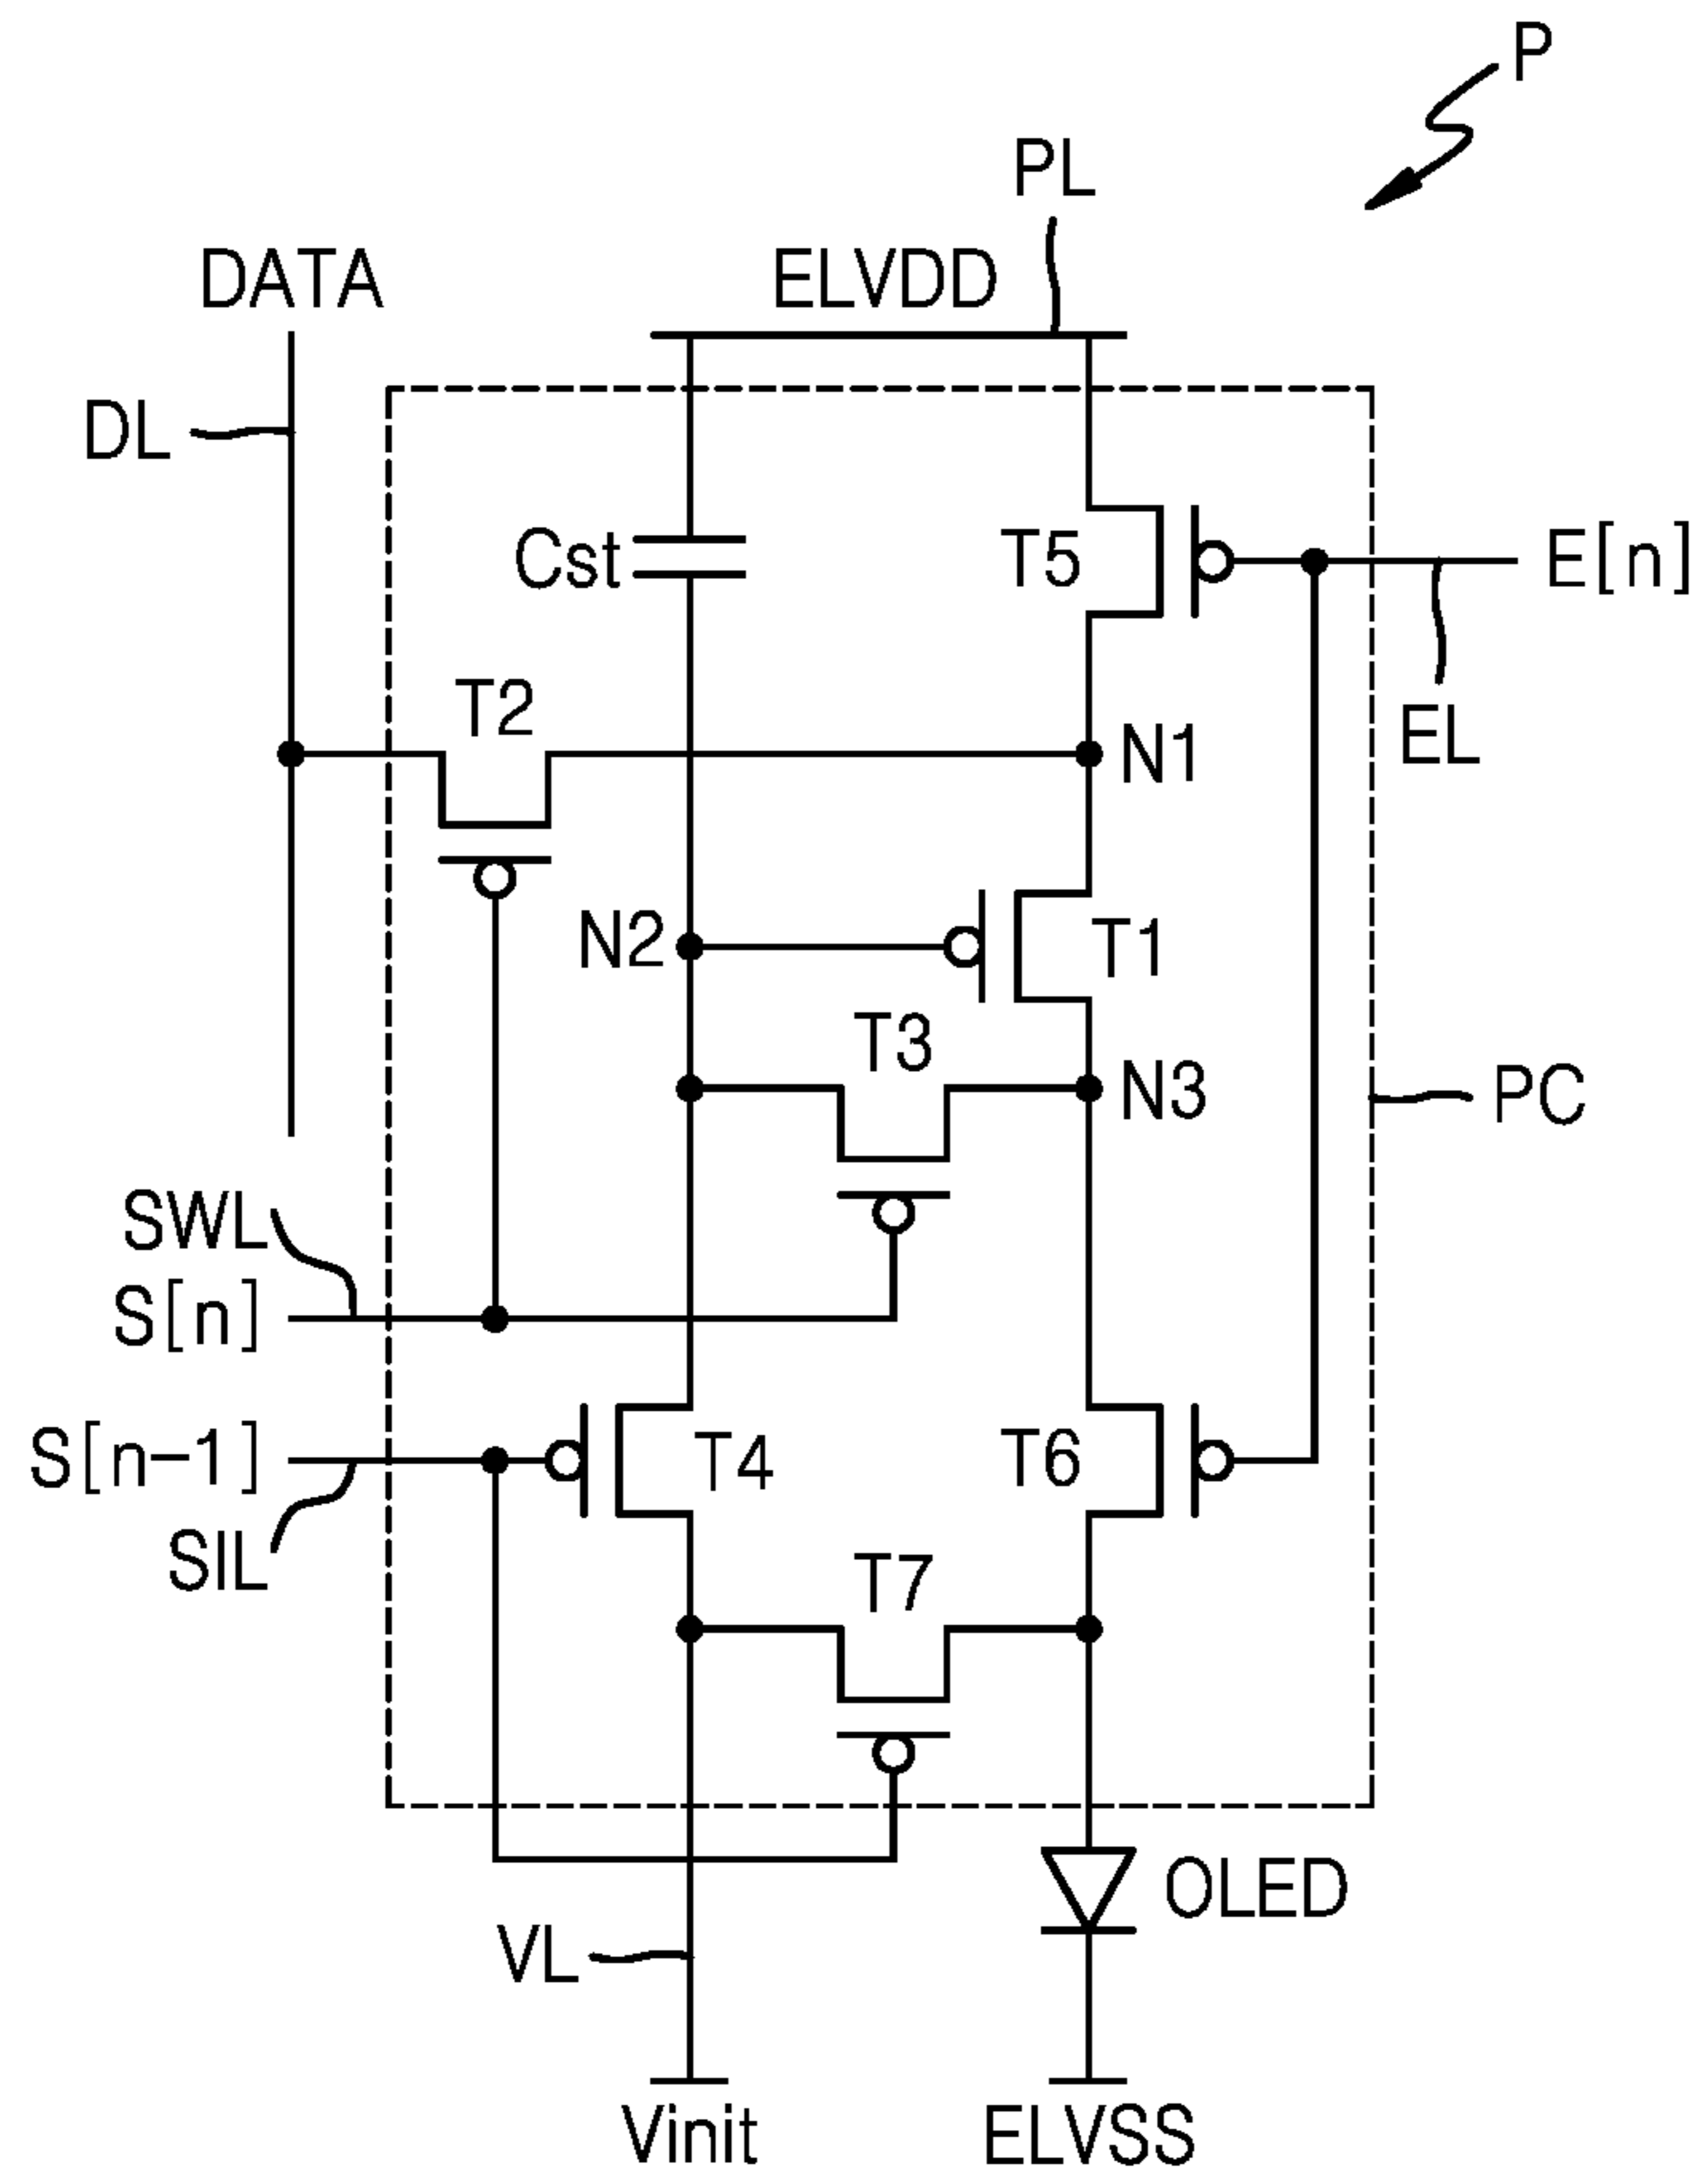 P
PL
DATA
ELVDD
DL
Cst
T5
E[n]
T2
N1
EL
N2
T1
T3
N3
PC
SWL
S[n]
S[n-1]
T4
T6
SIL
T7
OLED
VL
Vinit
ELVSS